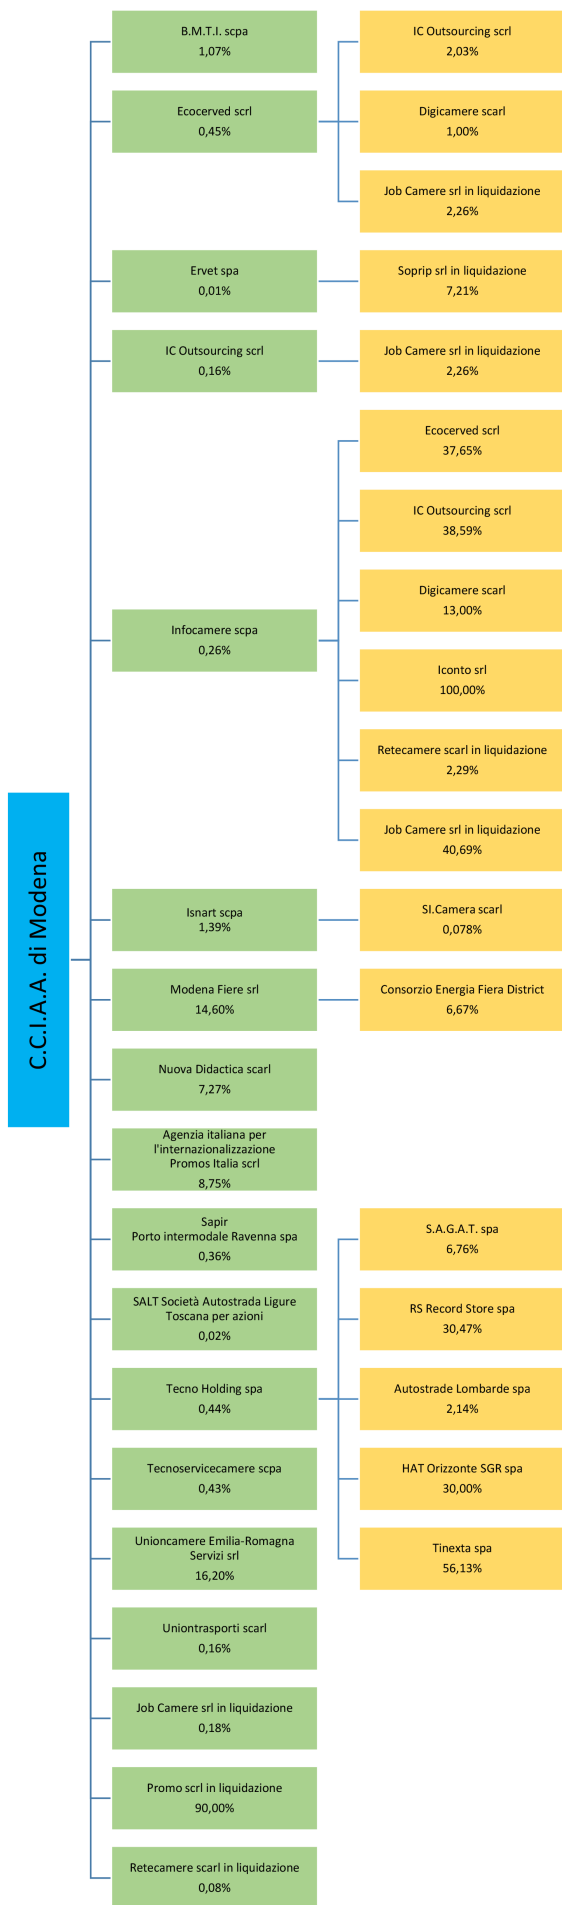 C.C.I.A.A. di Modena
B.M.T.I. scpa
1,07%
Ecocerved scrl
0,45%
IC Outsourcing scrl
2,03%
Digicamere scarl
1,00%
Job Camere srl in liquidazione
2,26%
Ervet spa
0,01%
Soprip srl in liquidazione
7,21%
IC Outsourcing scrl
0,16%
Job Camere srl in liquidazione
2,26%
Infocamere scpa
0,26%
Ecocerved scrl
37,65%
IC Outsourcing scrl
38,59%
Digicamere scarl
13,00%
Iconto srl
100,00%
Retecamere scarl in liquidazione
2,29%
Job Camere srl in liquidazione
40,69%
Isnart scpa
1,39%
SI.Camera scarl
0,078%
Modena Fiere srl
14,60%
Consorzio Energia Fiera District
6,67%
Nuova Didactica scarl
7,27%
Agenzia italiana per
l'internazionalizzazione
Promos Italia scrl
8,75%
Sapir
Porto intermodale Ravenna spa
0,36%
SALT Società Autostrada Ligure
Toscana per azioni
0,02%
Tecno Holding spa
0,44%
S.A.G.A.T. spa
6,76%
RS Record Store spa
30,47%
Autostrade Lombarde spa
2,14%
HAT Orizzonte SGR spa
30,00%
Tinexta spa
56,13%
Tecnoservicecamere scpa
0,43%
Unioncamere Emilia-Romagna
Servizi srl
16,20%
Uniontrasporti scarl
0,16%
Job Camere srl in liquidazione
0,18%
Promo scrl in liquidazione
90,00%
Retecamere scarl in liquidazione
0,08%